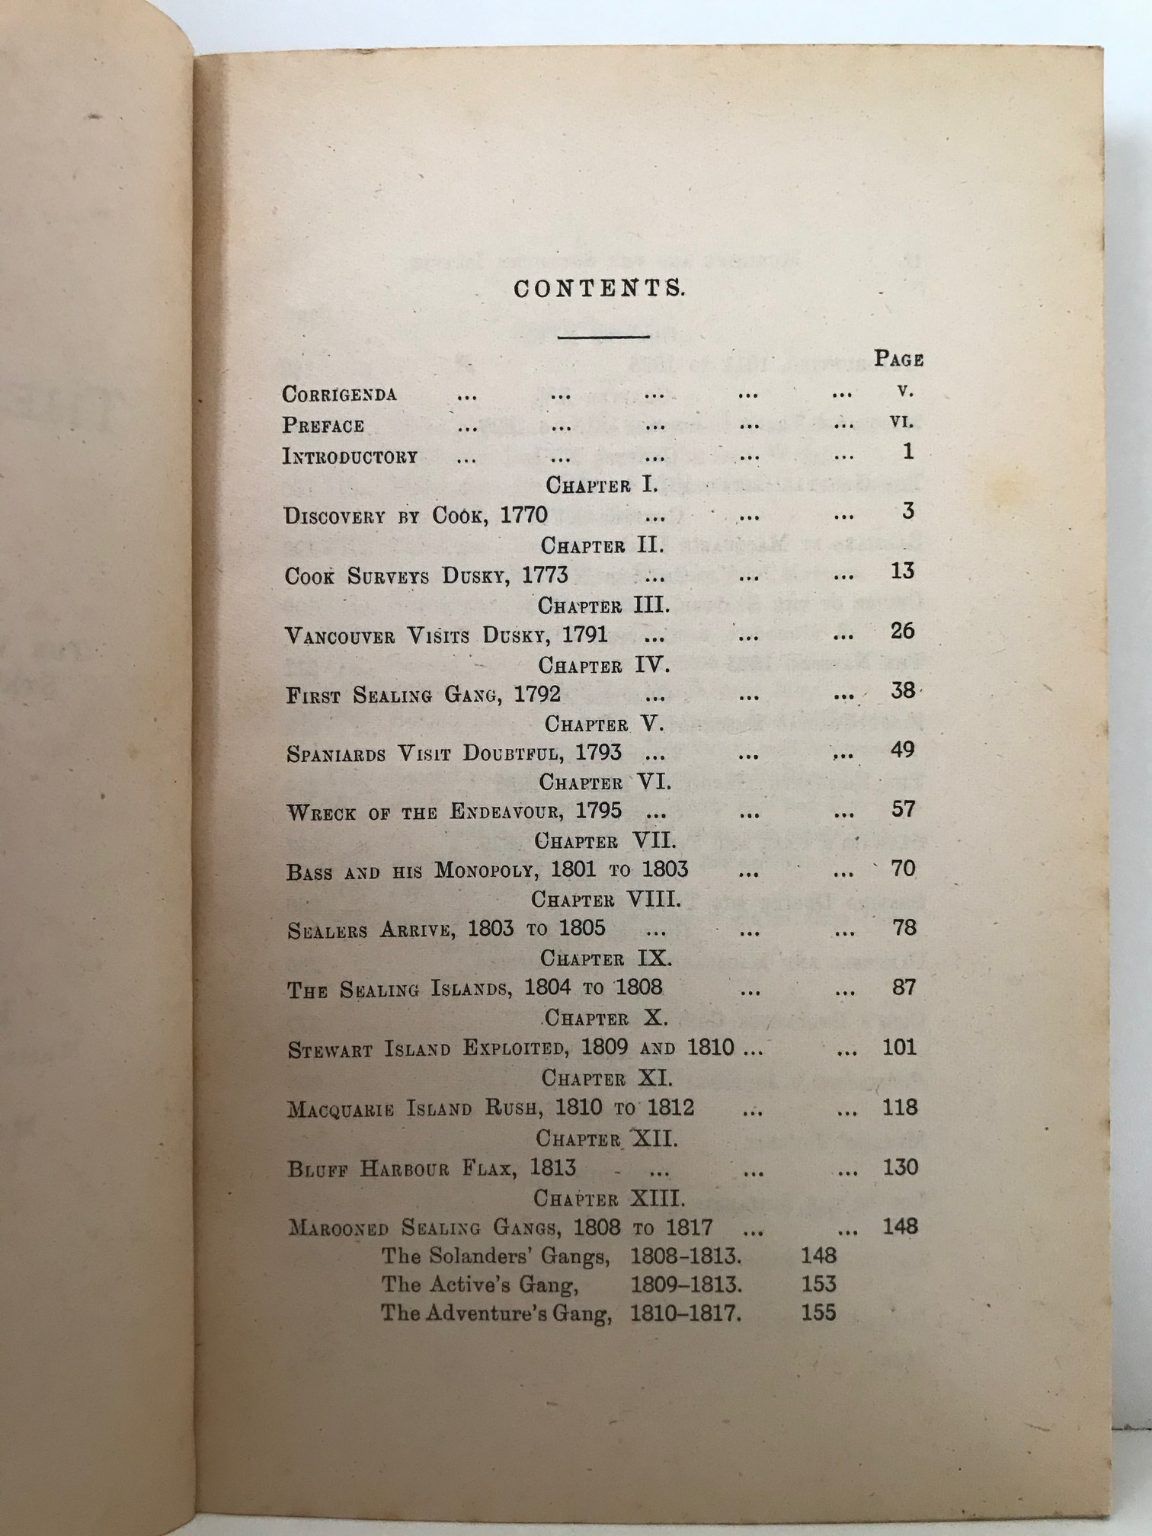 CONTENTS.
PAGE
CORRIGENDA ... ... ... ... ... V.
PREFACE ... ... ... ... ... VI.
INTRODUCTORY ... ... ... ... ... 1
CHAPTER I.
DISCOVERY BY COOK, 1770 ... ... ... 3
CHAPTER II.
COOK SURVEYS DUSKY, 1773 ... ... ... 13
CHAPTER III.
VANCOUVER VISITS DUSKY, 1791 ... ... ... 26
CHAPTER IV.
FIRST SEALING GANG, 1792 ... ... ... 38
CHAPTER V.
SPANIARDS VISIT DOUBTFUL, 1793 ... ... ... 49
CHAPTER VI.
WRECK OF THE ENDEAVOUR, 1795 ... ... ... 57
CHAPTER VII.
BASS AND HIS MONOPOLY, 1801 TO 1803 ... ... 70
CHAPTER VIII.
SEALERS ARRIVE, 1803 TO 1805 ... ... ... 78
CHAPTER IX.
THE SEALING ISLANDS, 1804 TO 1808 ... ... 87
CHAPTER X.
STEWART ISLAND EXPLOITED, 1809 AND 1810 ... ... 101
CHAPTER XI.
MACQUARIE ISLAND RUSH, 1810 TO 1812 ... ... 118
CHAPTER XII.
BLUFF HARBOUR FLAX, 1813 ... ... ... 130
CHAPTER XIII.
MAROONED SEALING GANGS, 1808 TO 1817 ... ... 148
The Solanders' Gangs, 1808-1813. 148
The Active's Gang, 1809-1813. 153
The Adventure's Gang, 1810-1817. 155